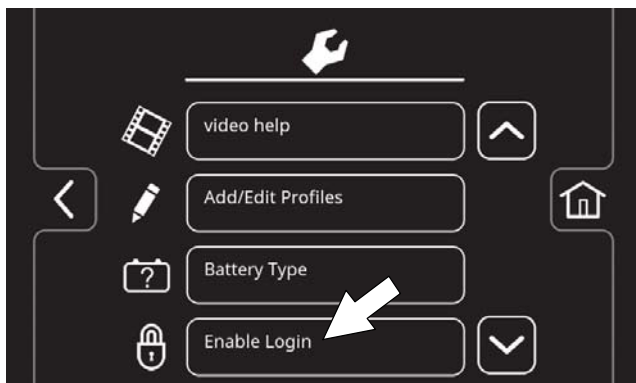 video help
Add/Edit Profiles
Battery Type
Enable Login